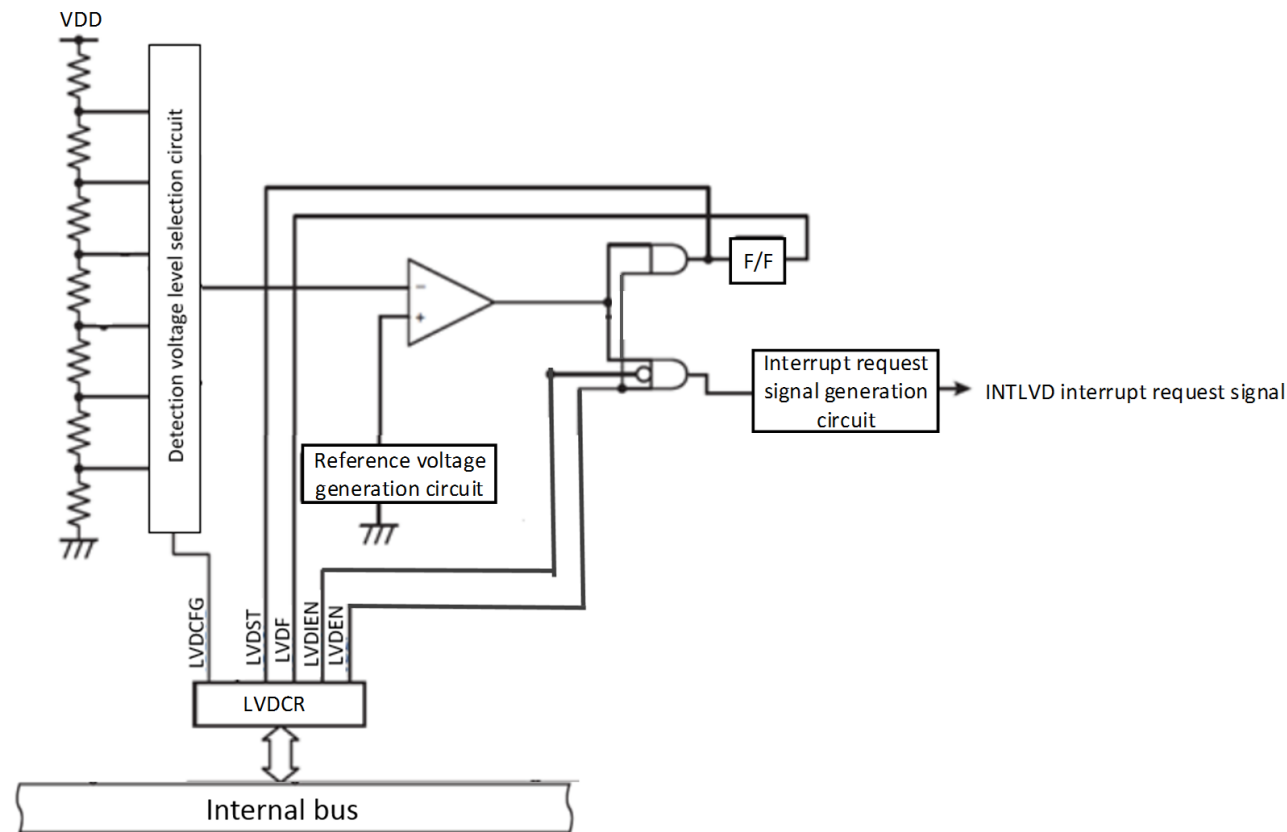 VDD
Detection voltage level selection circuit
−
+
F/F
Interrupt request
signal generation
circuit
INTLVD interrupt request signal
Reference voltage
generation circuit
LVDCFG
LVDST
LVDF
LVDIEN
LVDEN
LVDCR
Internal bus